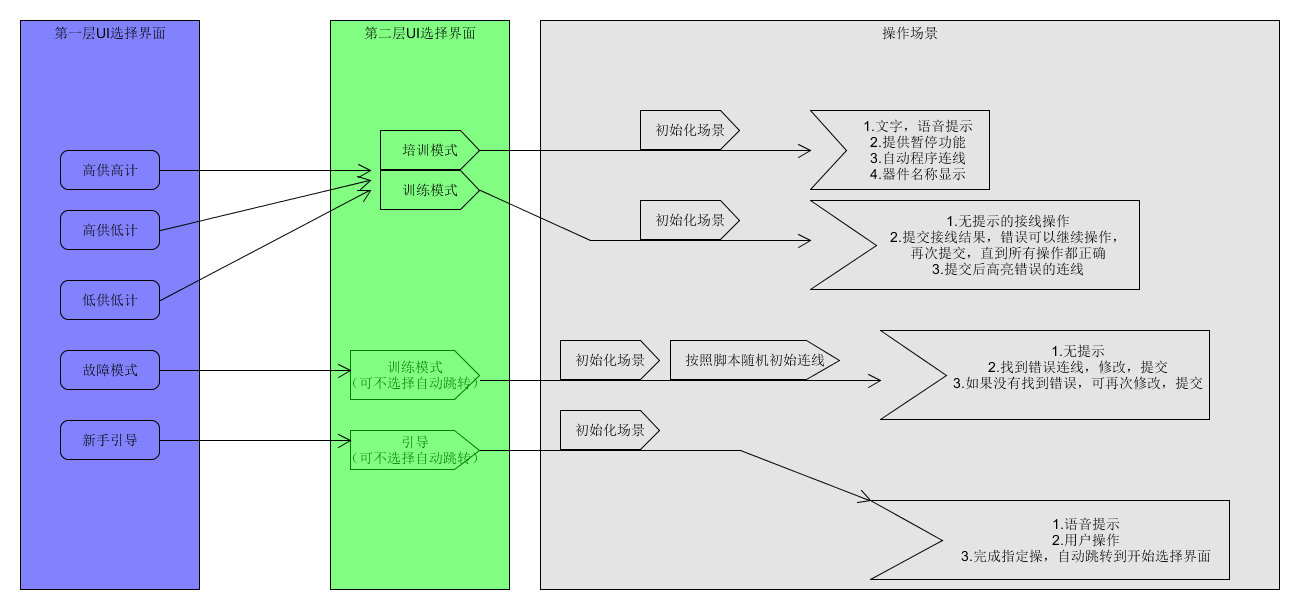 第一层UI选择界面
第二层UI选择界面
操作场景
高供高计
高供低计
低供低计
故障模式
新手引导
培训模式
训练模式
训练模式
（可不选择自动跳转）
引导
（可不选择自动跳转）
初始化场景
1.文字，语音提示
2.提供暂停功能
3.自动程序连线
4.器件名称显示
初始化场景
1.无提示的接线操作
2.提交接线结果，错误可以继续操作，
再次提交，直到所有操作都正确
3.提交后高亮错误的连线
初始化场景
按照脚本随机初始连线
1.无提示
2.找到错误连线，修改，提交
3.如果没有找到错误，可再次修改，提交
初始化场景
1.语音提示
2.用户操作
3.完成指定操，自动跳转到开始选择界面